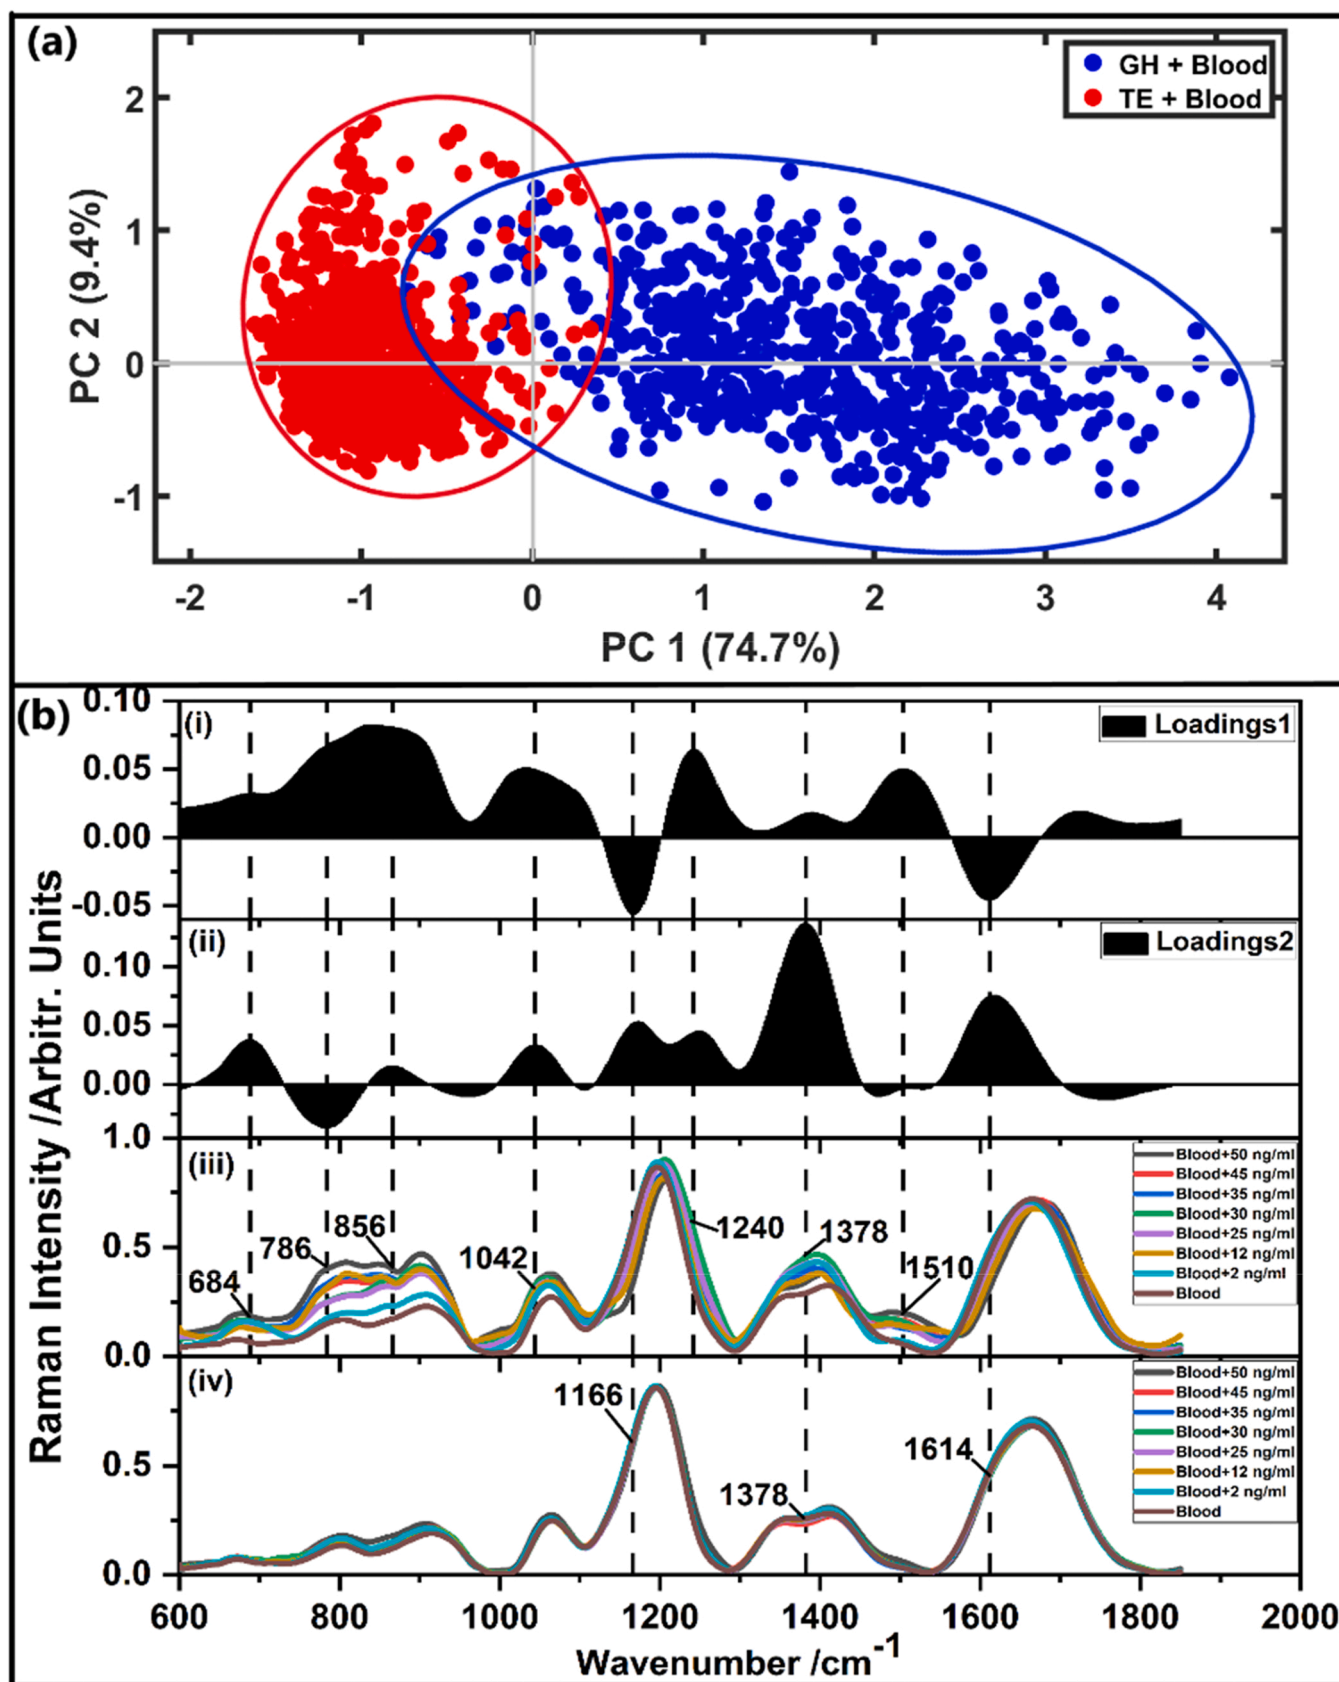 (a)
GH + Blood
TE + Blood
PC 2 (9.4%)
2
1
0
-1
-2 -1 0 1 2 3 4
PC 1 (74.7%)
(b)
Raman Intensity /Arbitr. Units
(i)
Loadings1
0.10
0.05
0.00
-0.05
(ii)
Loadings2
0.10
0.05
0.00
(iii)
1.0
0.5
0.0
684
786
856
1042
1240
1378
1510
Blood+50 ng/ml
Blood+45 ng/ml
Blood+35 ng/ml
Blood+30 ng/ml
Blood+25 ng/ml
Blood+12 ng/ml
Blood+2 ng/ml
Blood
(iv)
0.5
0.0
1166
1378
1614
Blood+50 ng/ml
Blood+45 ng/ml
Blood+35 ng/ml
Blood+30 ng/ml
Blood+25 ng/ml
Blood+12 ng/ml
Blood+2 ng/ml
Blood
600 800 1000 1200 1400 1600 1800 2000
Wavenumber /cm-1